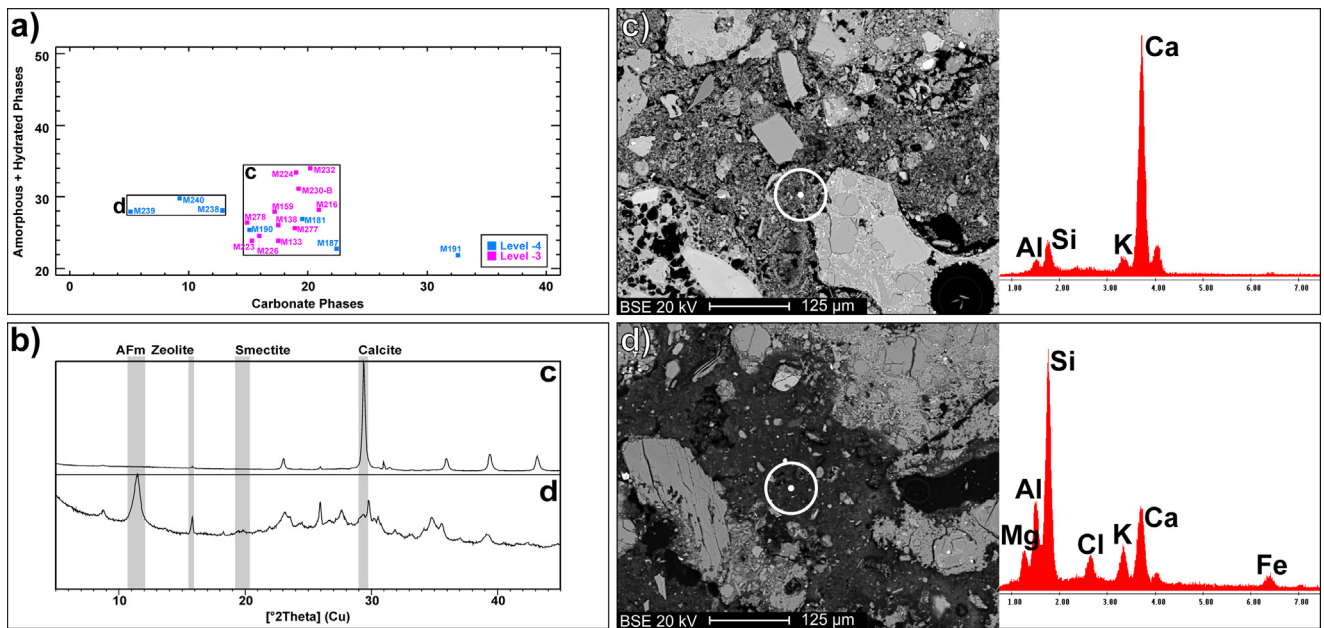 a)
Amorphous + Hydrated Phases
50
40
30
20
c
M224
M232
M230-B
M159
M216
M278
M138
M181
M190
M277
M223
M226
M133
M187
d
M240
M239
M238
M191
Level -4
Level -3
0
10
20
30
40
Carbonate Phases
b)
AFm Zeolite Smectite Calcite
c
d
10
20
30
40
[°2Theta] (Cu)
c)
BSE 20 kV
125 µm
Ca
Al
Si
K
1.00 2.00 3.00 4.00 5.00 6.00 7.00
d)
BSE 20 kV
125 µm
Si
Al
Mg
Cl
K
Ca
Fe
1.00 2.00 3.00 4.00 5.00 6.00 7.00